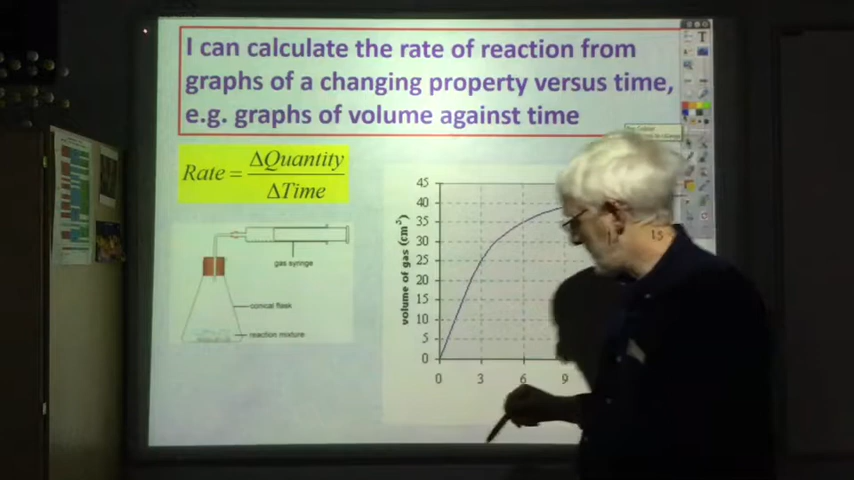 I can calculate the rate of reaction from
graphs of a changing property versus time,
e.g. graphs of volume against time
Rate = ΔQuantity
ΔTime
gas syringe
conical flask
reaction mixture
volume of gas (cm³)
45
40
35
30
25
20
15
10
5
0
0 3 6 9
15
T